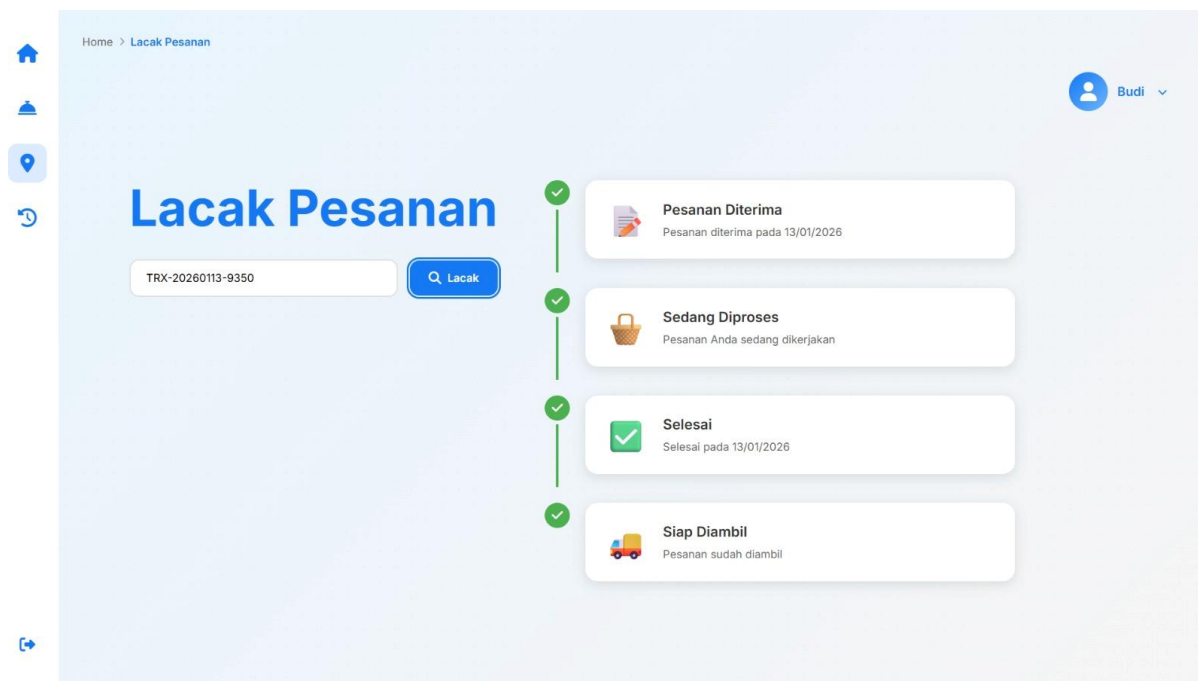 Home > Lacak Pesanan
Budi
Lacak Pesanan
TRX-20260113-9350
Lacak
Pesanan Diterima
Pesanan diterima pada 13/01/2026
Sedang Diproses
Pesanan Anda sedang dikerjakan
Selesai
Selesai pada 13/01/2026
Siap Diambil
Pesanan sudah diambil